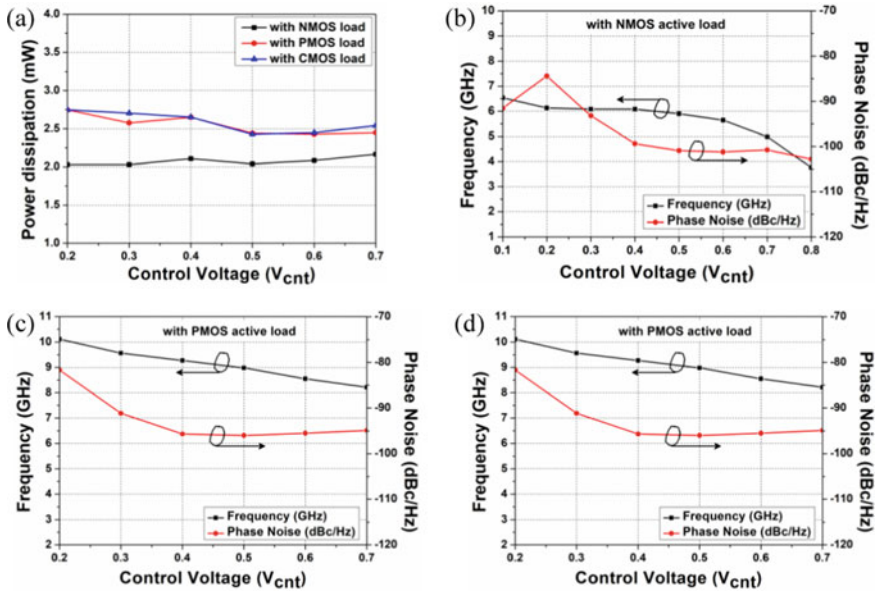 (a)
Power dissipation (mW)
4.0
3.5
3.0
2.5
2.0
1.5
1.0
with NMOS load
with PMOS load
with CMOS load
0.2 0.3 0.4 0.5 0.6 0.7
Control Voltage (Vcnt)
(b)
with NMOS active load
Frequency (GHz)
10
9
8
7
6
5
4
3
2
1
-70
-80
-90
-100
-110
-120
Phase Noise (dBc/Hz)
Frequency (GHz)
Phase Noise (dBc/Hz)
0.1 0.2 0.3 0.4 0.5 0.6 0.7 0.8
Control Voltage (Vcnt)
(c)
with PMOS active load
Frequency (GHz)
11
10
9
8
7
6
5
4
3
2
-70
-80
-90
-100
-110
-120
Phase Noise (dBc/Hz)
Frequency (GHz)
Phase Noise (dBc/Hz)
0.2 0.3 0.4 0.5 0.6 0.7
Control Voltage (Vcnt)
(d)
with PMOS active load
Frequency (GHz)
11
10
9
8
7
6
5
4
3
2
-70
-80
-90
-100
-110
-120
Phase Noise (dBc/Hz)
Frequency (GHz)
Phase Noise (dBc/Hz)
0.2 0.3 0.4 0.5 0.6 0.7
Control Voltage (Vcnt)